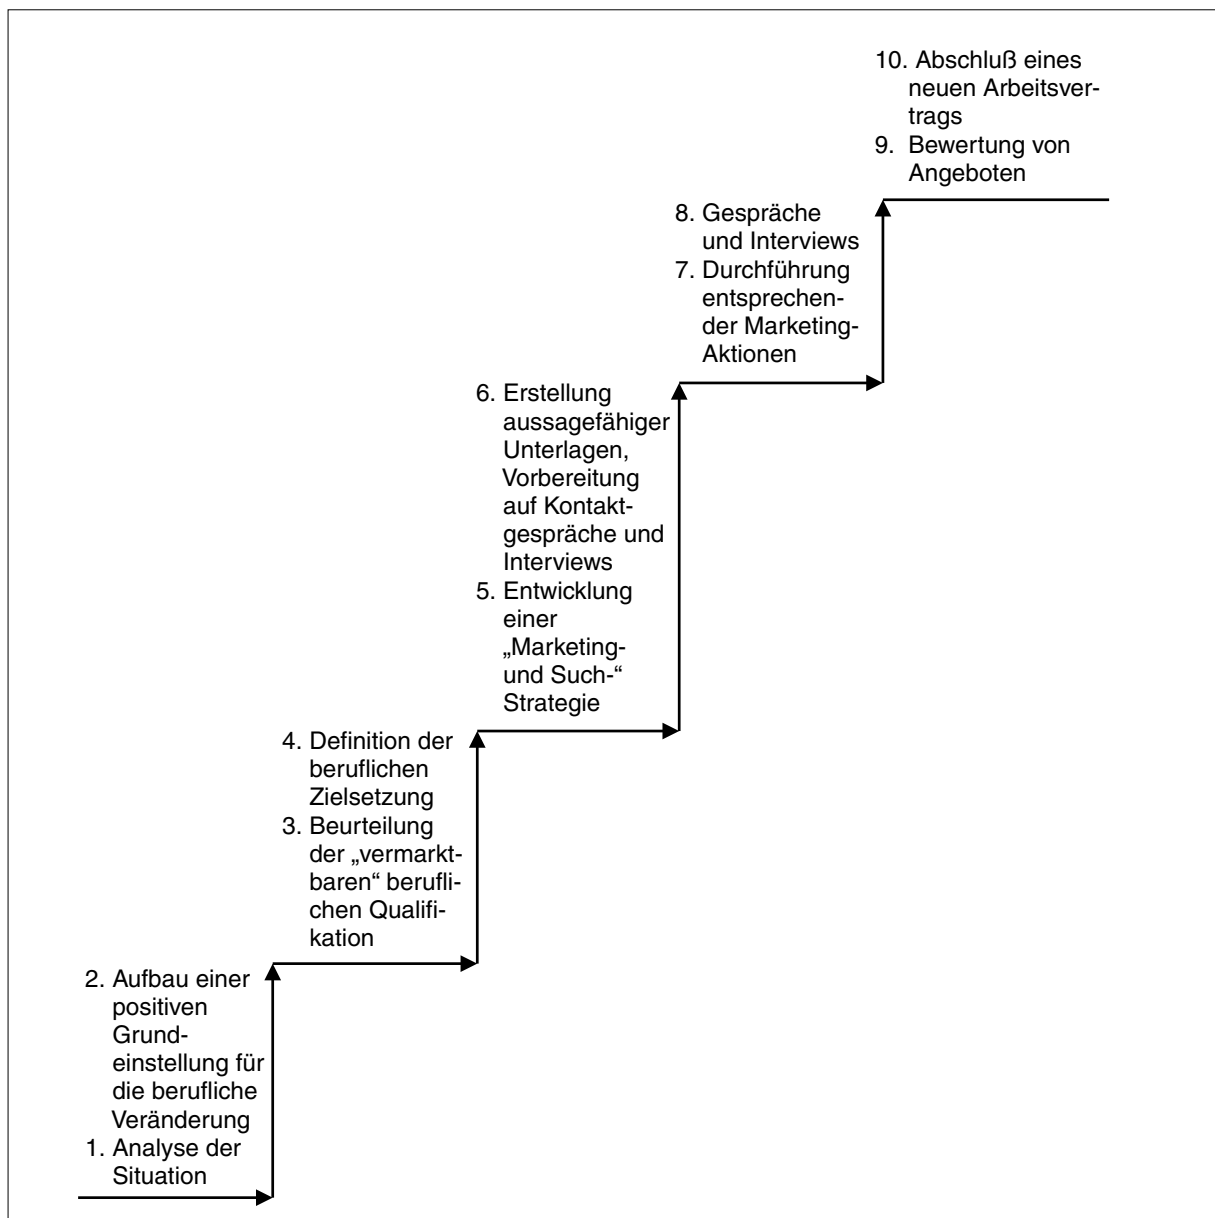 10. Abschluß eines
neuen Arbeitsver-
trags
9. Bewertung von
Angeboten
8. Gespräche
und Interviews
7. Durchführung
entsprechen-
der Marketing-
Aktionen
6. Erstellung
aussagefähiger
Unterlagen,
Vorbereitung
auf Kontakt-
gespräche und
Interviews
5. Entwicklung
einer
„Marketing-
und Such-“
Strategie
4. Definition der
beruflichen
Zielsetzung
3. Beurteilung
der „vermarkt-
baren“ berufli-
chen Qualifi-
kation
2. Aufbau einer
positiven
Grund-
einstellung für
die berufliche
Veränderung
1. Analyse der
Situation